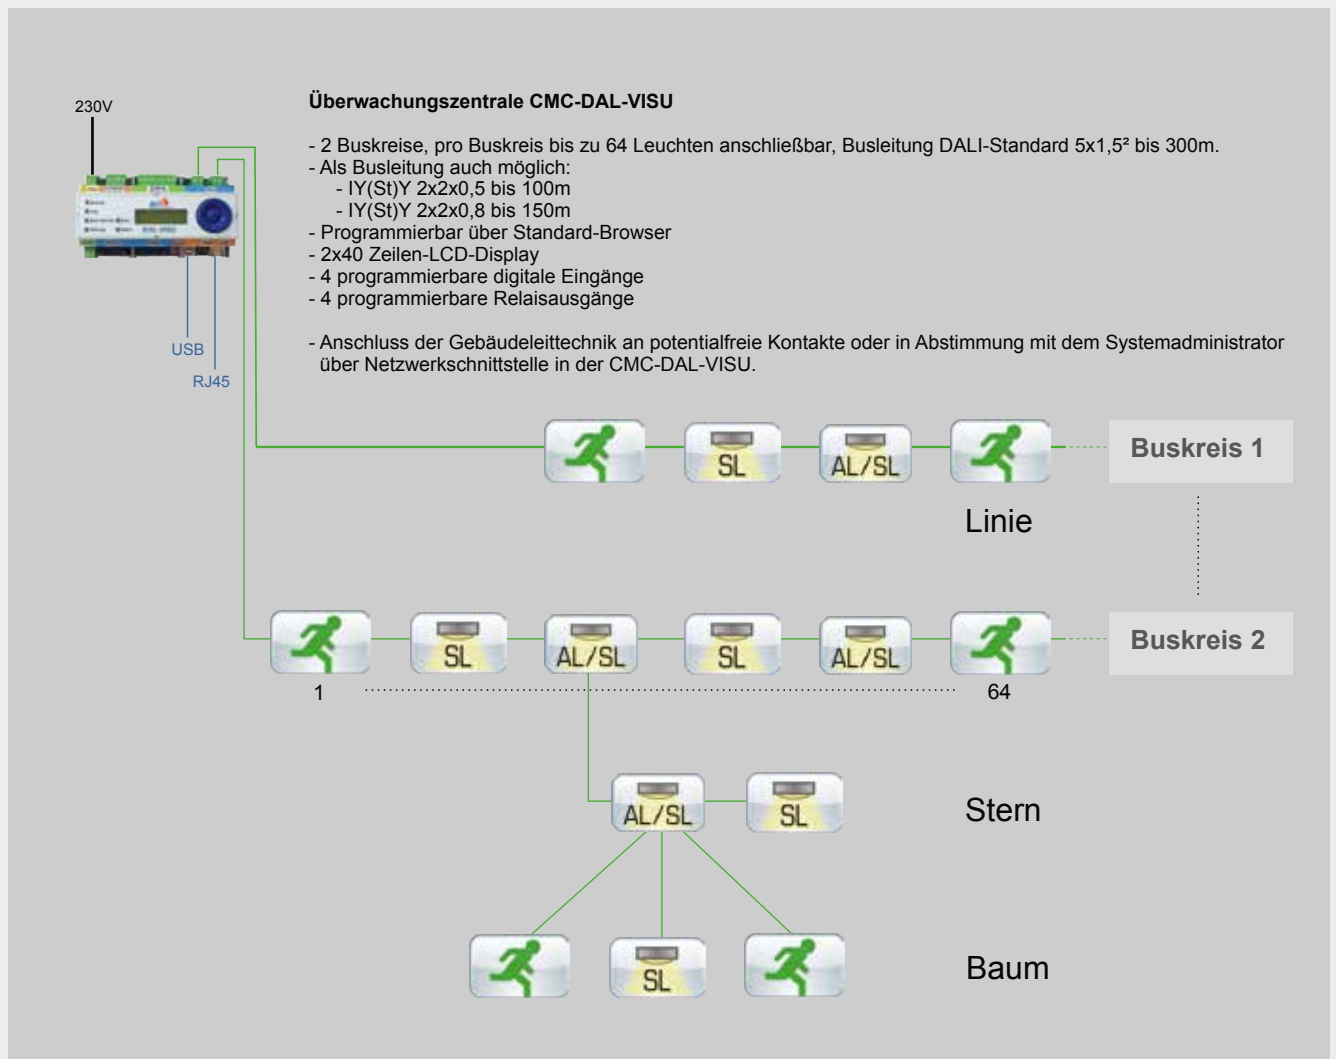 230V
Überwachungszentrale CMC-DAL-VISU
- 2 Buskreise, pro Buskreis bis zu 64 Leuchten anschließbar, Busleitung DALI-Standard 5x1,5² bis 300m.
- Als Busleitung auch möglich:
- IY(St)Y 2x2x0,5 bis 100m
- IY(St)Y 2x2x0,8 bis 150m
- Programmierbar über Standard-Browser
- 2x40 Zeilen-LCD-Display
- 4 programmierbare digitale Eingänge
- 4 programmierbare Relaisausgänge
- Anschluss der Gebäudeleittechnik an potentialfreie Kontakte oder in Abstimmung mit dem Systemadministrator
über Netzwerkschnittstelle in der CMC-DAL-VISU.
USB
RJ45
SL
AL/SL
Buskreis 1
Linie
SL
AL/SL
SL
AL/SL
Buskreis 2
1
64
AL/SL
SL
Stern
SL
Baum